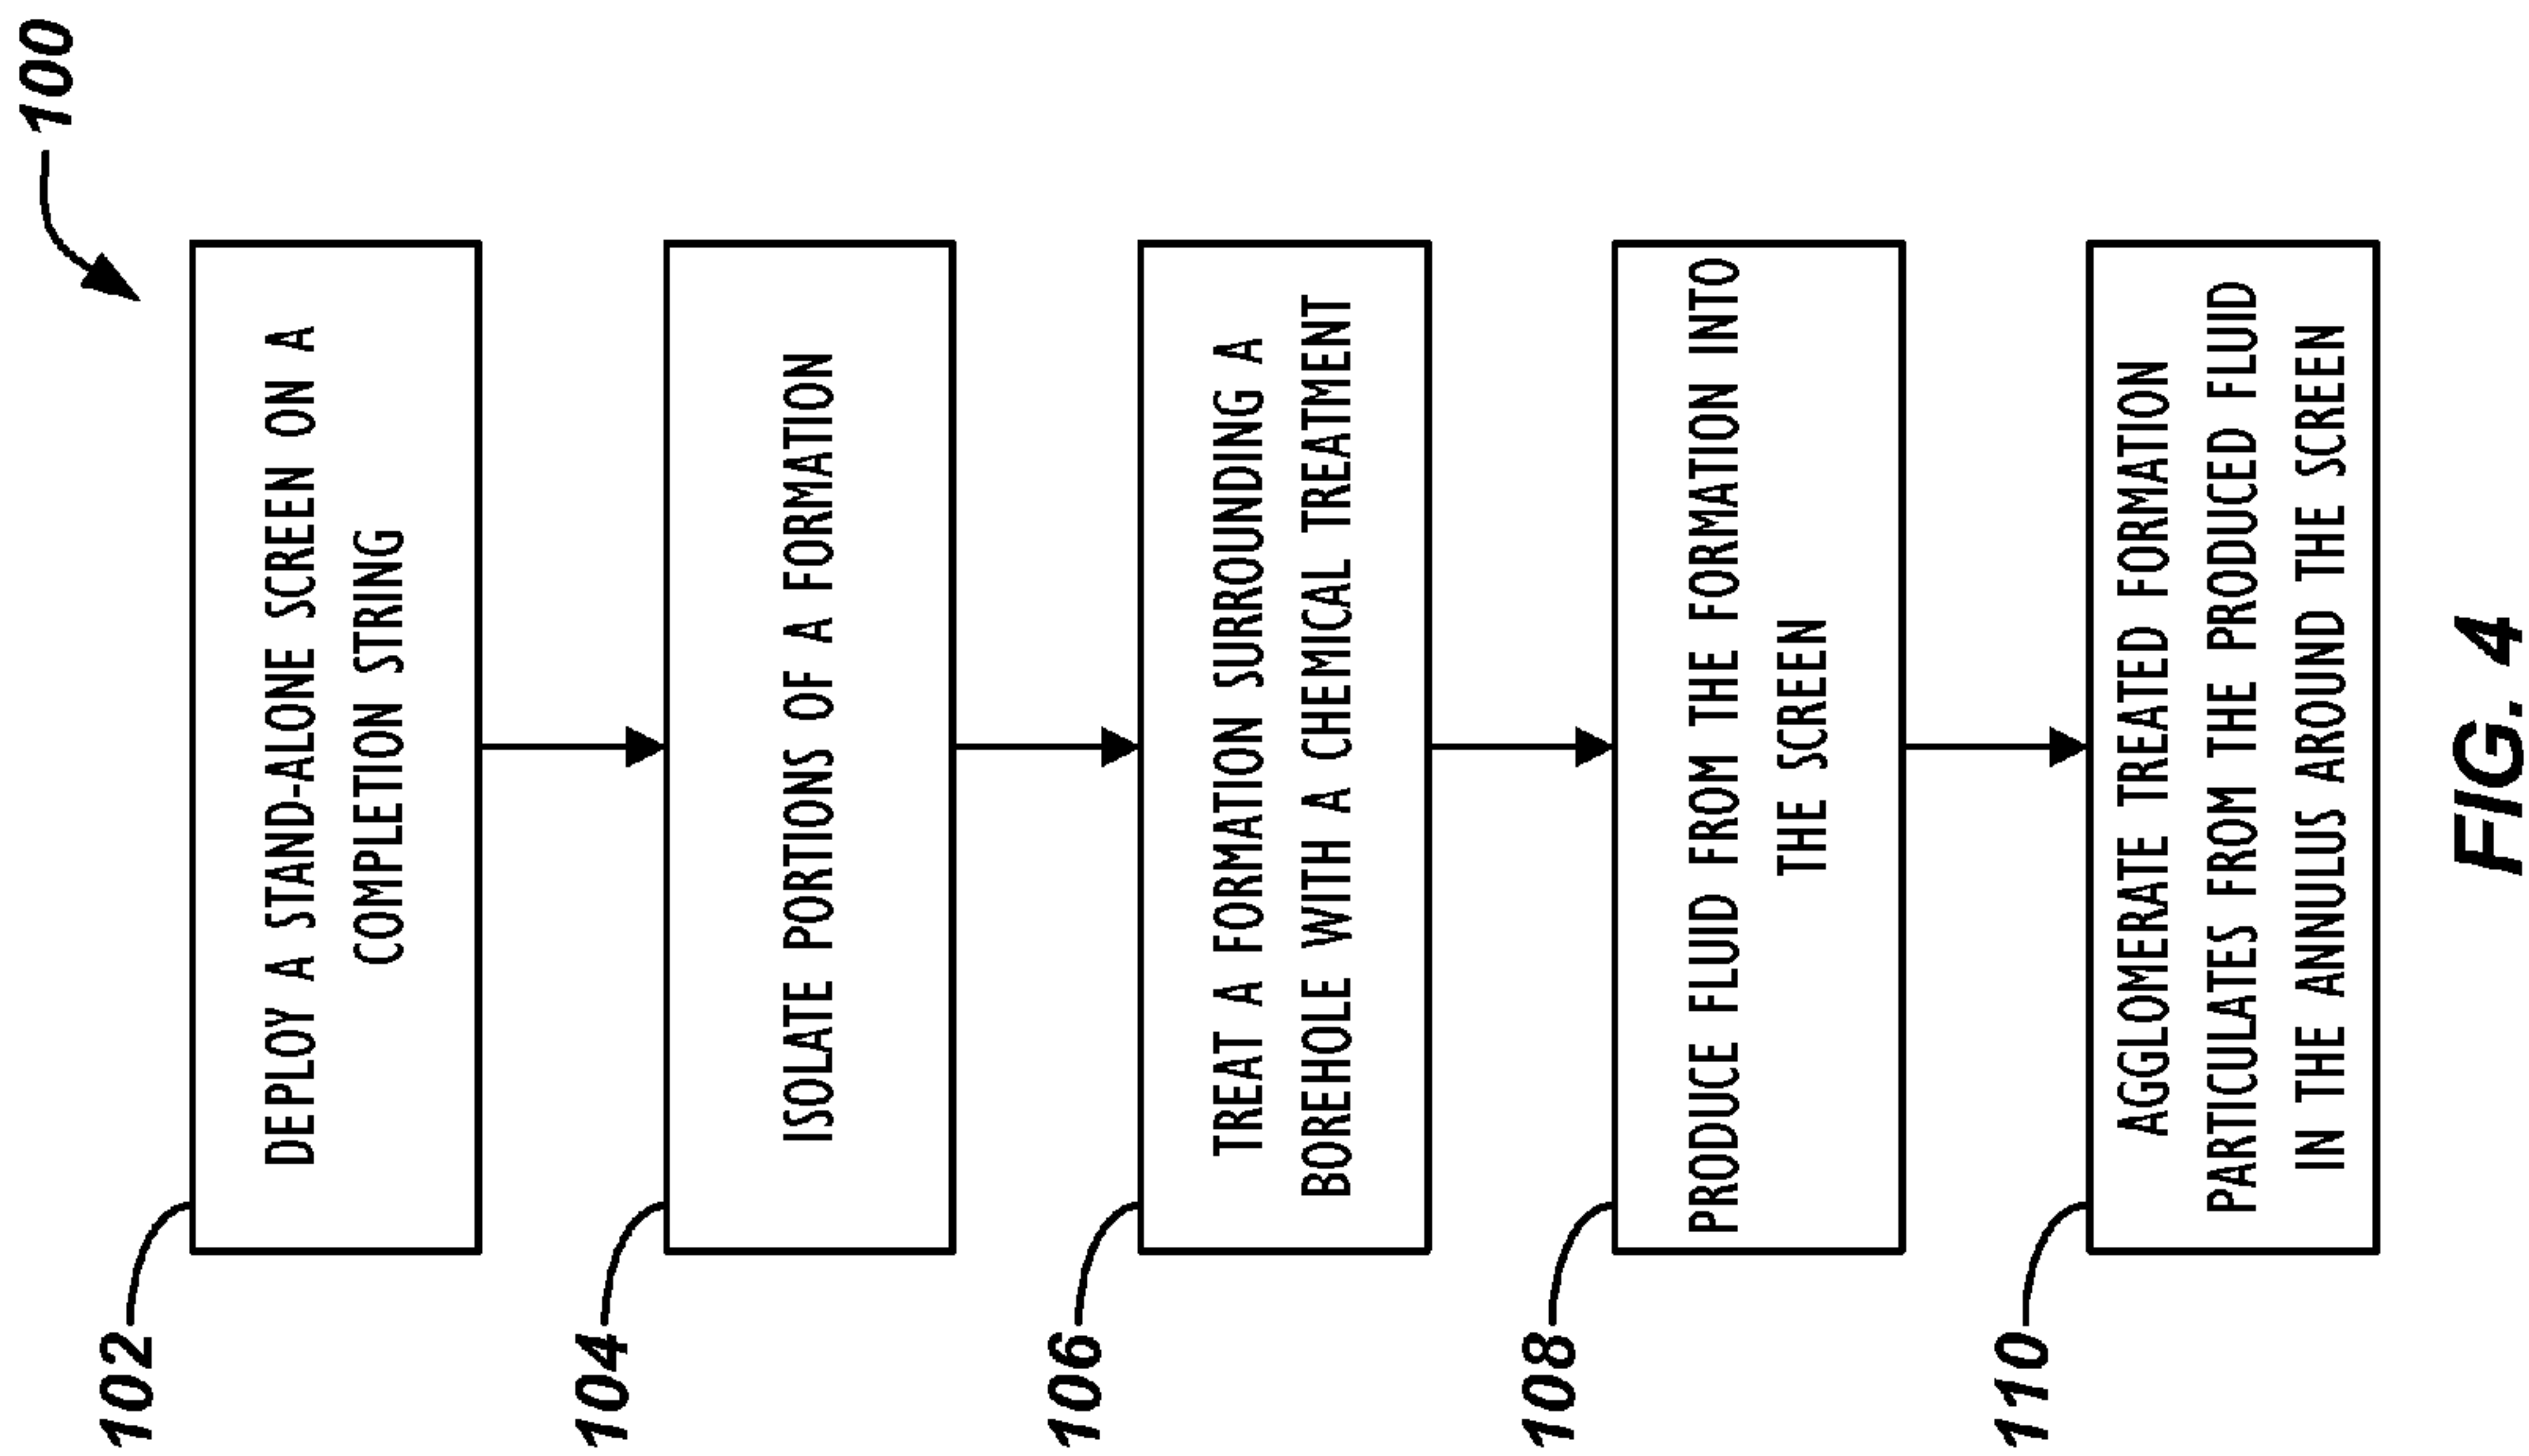 100
102
DEPLOY A STAND-ALONE SCREEN ON A
COMPLETION STRING
104
ISOLATE PORTIONS OF A FORMATION
106
TREAT A FORMATION SURROUNDING A
BOREHOLE WITH A CHEMICAL TREATMENT
108
PRODUCE FLUID FROM THE FORMATION INTO
THE SCREEN
110
AGGLOMERATE TREATED FORMATION
PARTICULATES FROM THE PRODUCED FLUID
IN THE ANNULUS AROUND THE SCREEN
FIG. 4